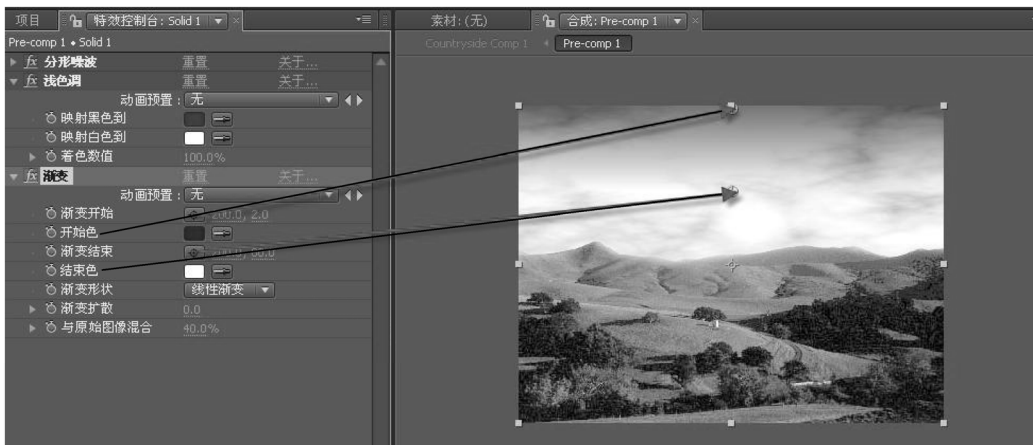 项目 特效控制台: Solid 1
素材: (无) 合成: Pre-comp 1
Pre-comp 1 • Solid 1
Countryside Comp 1 Pre-comp 1
fx 分形噪波 重置 关于...
fx 浅色调 重置 关于...
动画预置: 无
映射黑色到
映射白色到
着色数值 100.0%
fx 渐变 重置 关于...
动画预置: 无
渐变开始 200.0, 2.0
开始色
渐变结束
结束色
渐变形状 线性渐变
渐变扩散 0.0
与原始图像混合 40.0%